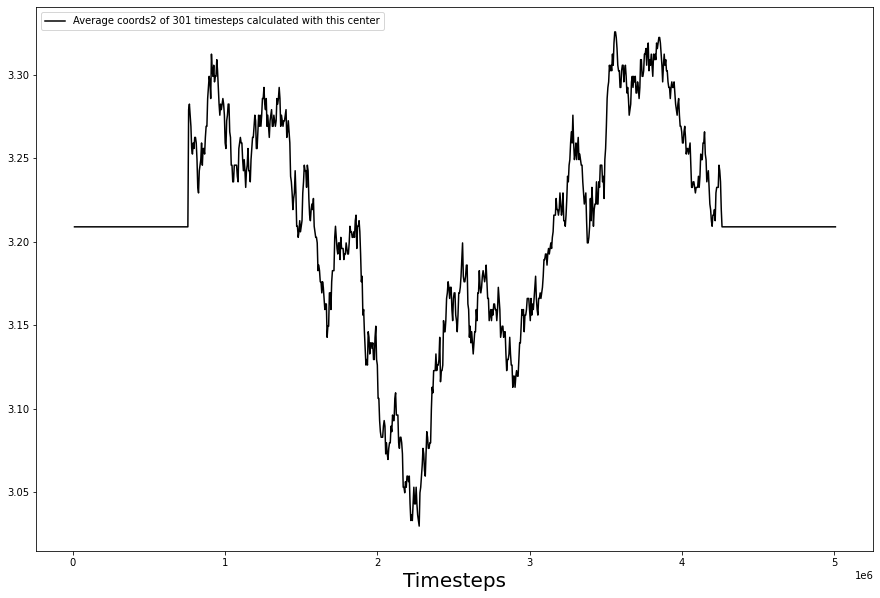 Average coords2 of 301 timesteps calculated with this center
3.30
3.25
3.20
3.15
3.10
3.05
0 1 2 3 4 5
1e6
Timesteps